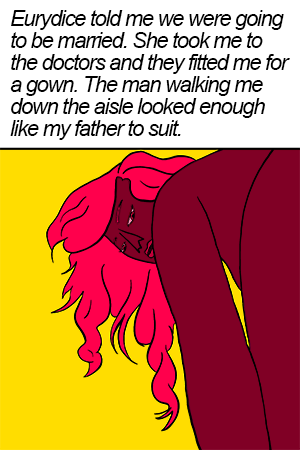 Eurydice told me we were going
to be married. She took me to
the doctors and they fitted me for
a gown. The man walking me
down the aisle looked enough
like my father to suit.